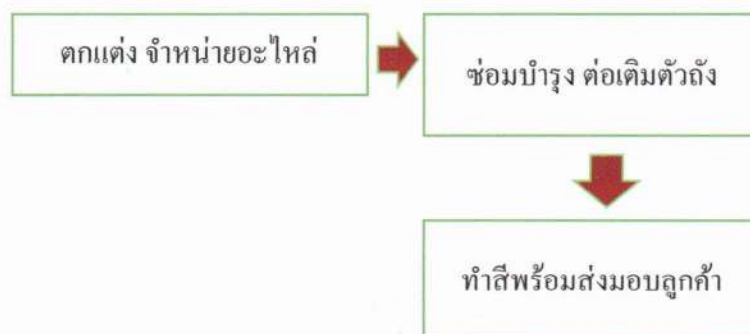 ตกแต่ง จำหน่ายอะไหล่
ซ่อมบำรุง ต่อเติมตัวถัง
ทำสีพร้อมส่งมอบลูกค้า